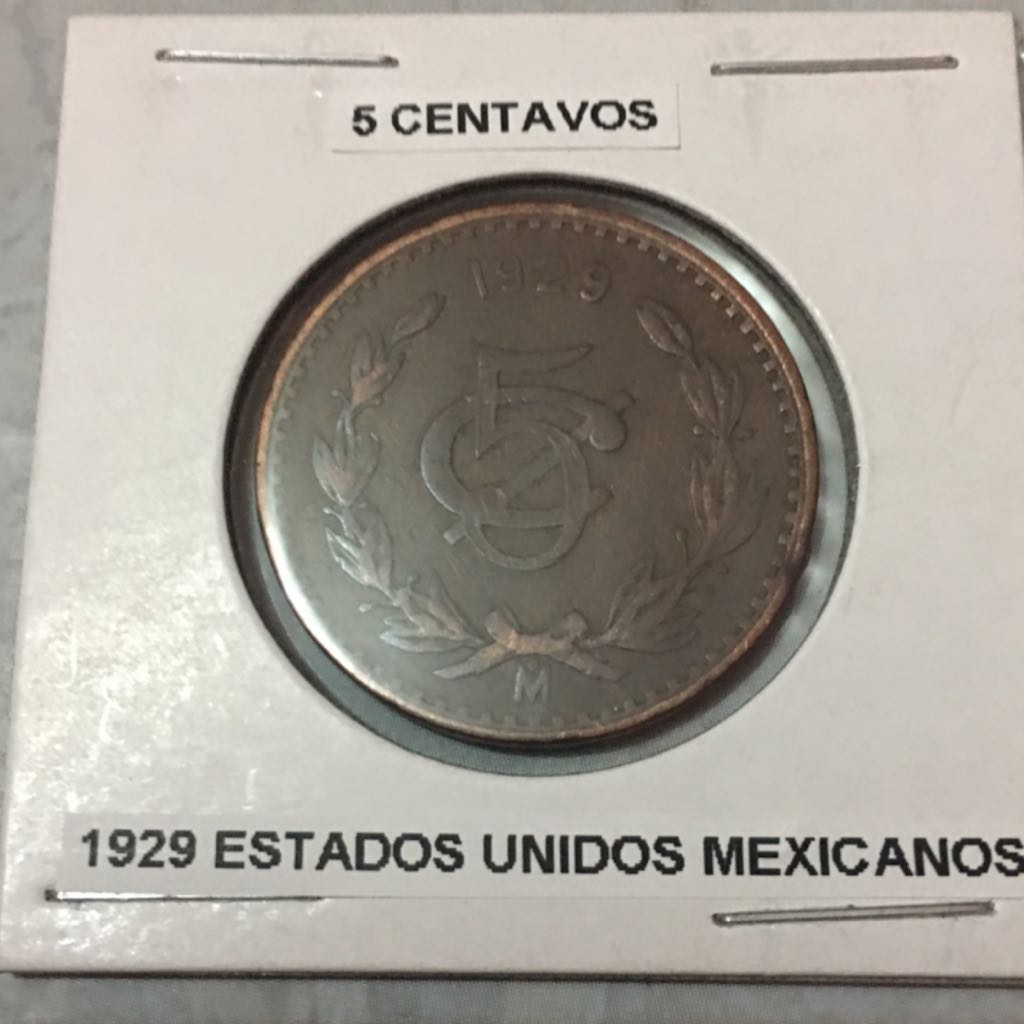 5 CENTAVOS
1929
5
M
1929 ESTADOS UNIDOS MEXICANOS